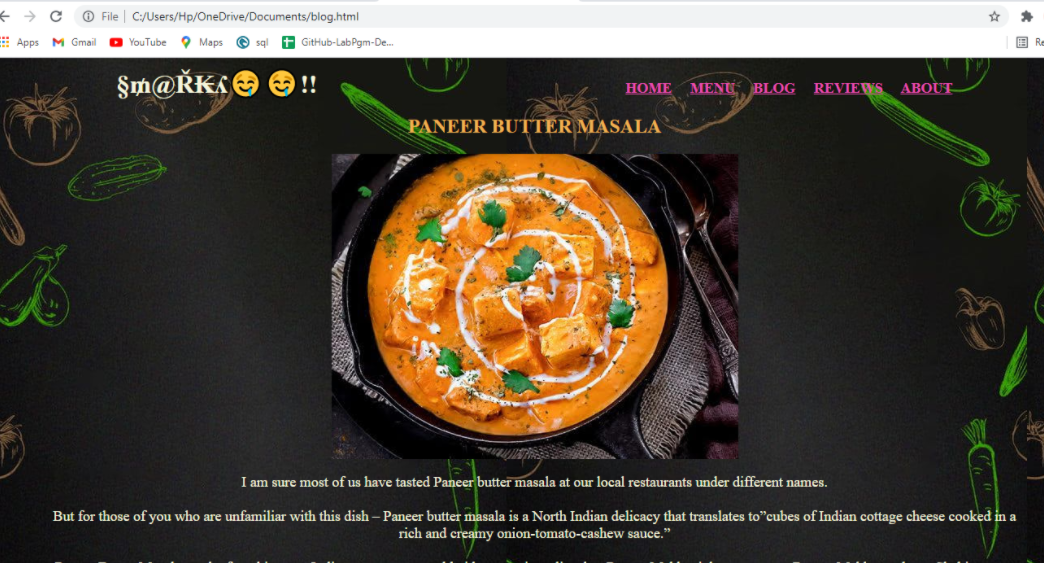 File | C:/Users/Hp/OneDrive/Documents/blog.html
Apps Gmail YouTube Maps sql GitHub-LabPgm-De...
§₥@ŘK𝼐🤤 🤤 !!
HOME MENU BLOG REVIEWS ABOUT
PANEER BUTTER MASALA
I am sure most of us have tasted Paneer butter masala at our local restaurants under different names.
But for those of you who are unfamiliar with this dish – Paneer butter masala is a North Indian delicacy that translates to”cubes of Indian cottage cheese cooked in a
rich and creamy onion-tomato-cashew sauce.”